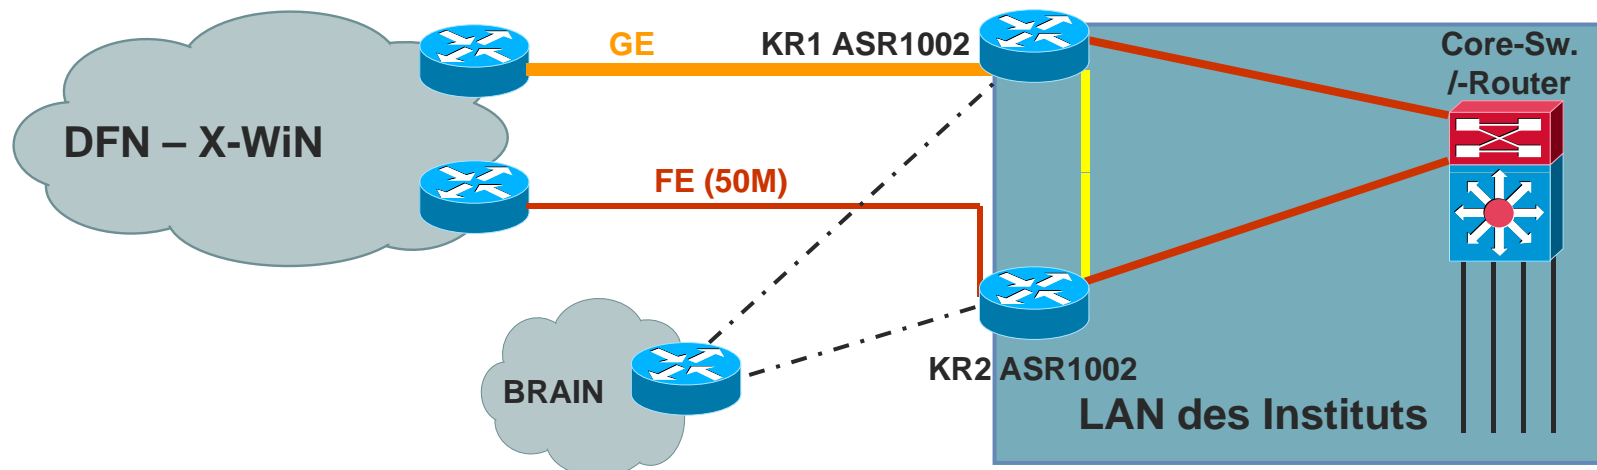 GE
KR1 ASR1002
Core-Sw.
/-Router
DFN – X-WiN
FE (50M)
BRAIN
KR2 ASR1002
LAN des Instituts